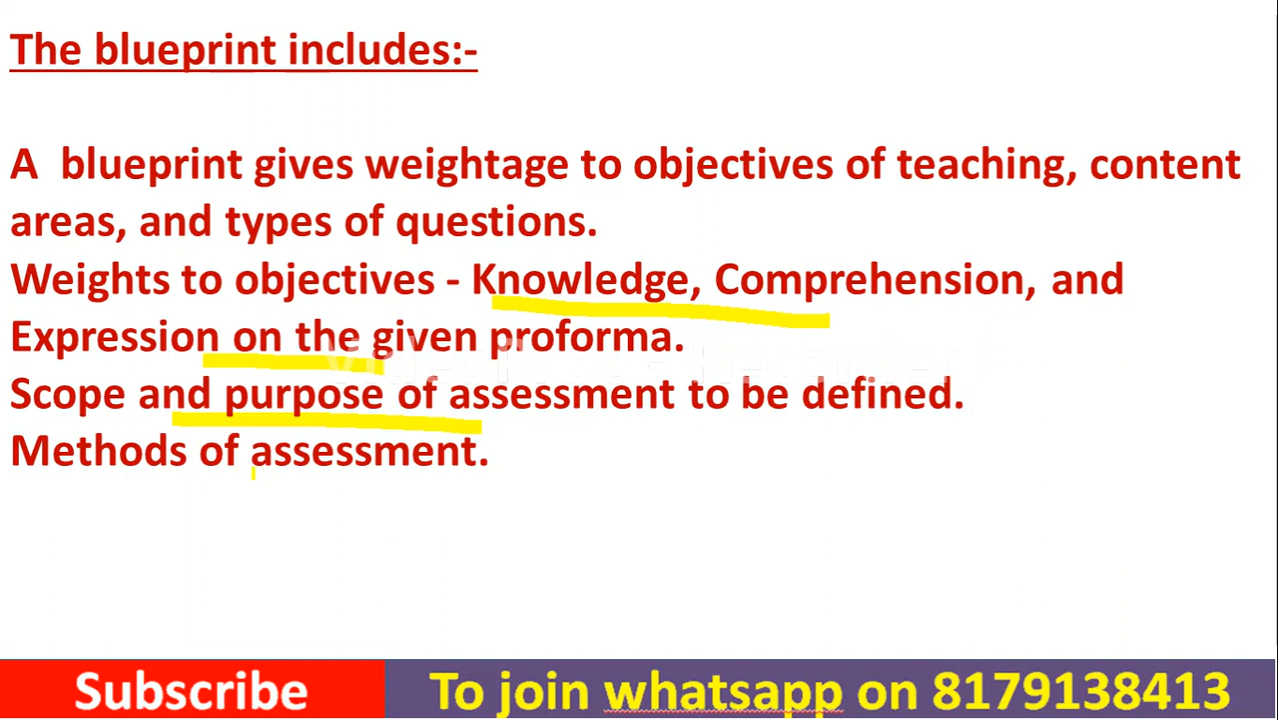 The blueprint includes:-
A blueprint gives weightage to objectives of teaching, content
areas, and types of questions.
Weights to objectives - Knowledge, Comprehension, and
Expression on the given proforma.
Scope and purpose of assessment to be defined.
Methods of assessment.
Subscribe
To join whatsapp on 8179138413